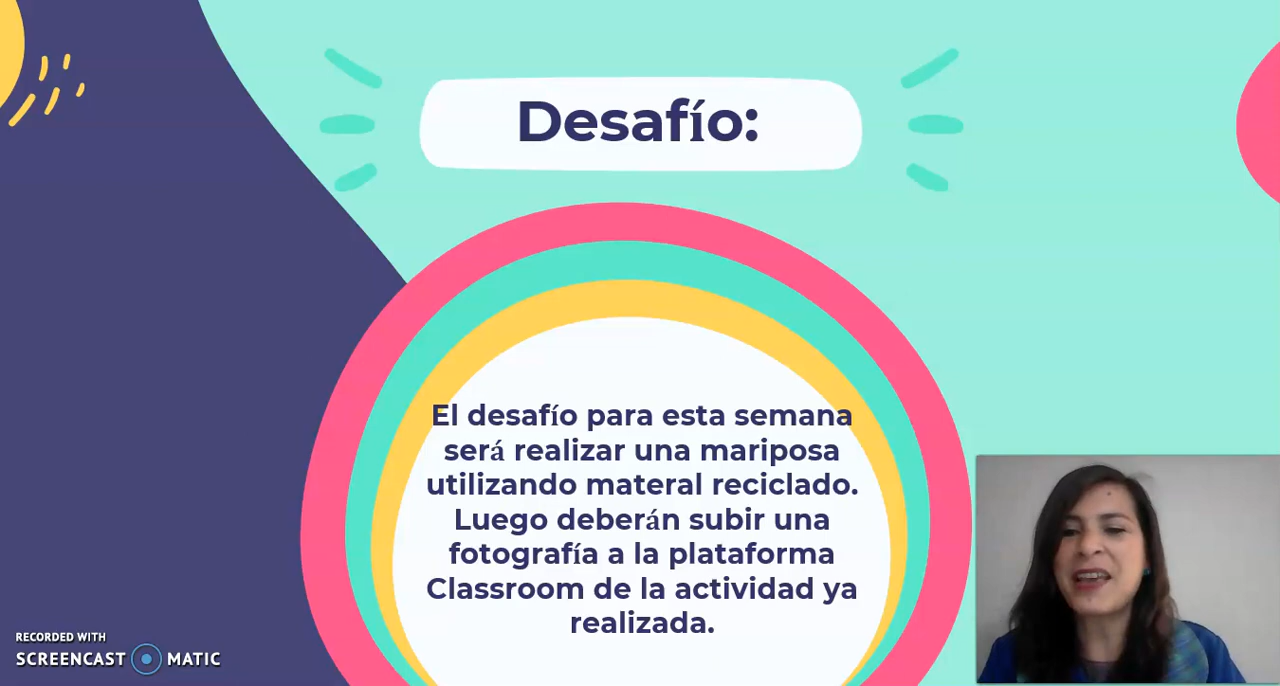 Desafío:
El desafío para esta semana
será realizar una mariposa
utilizando materal reciclado.
Luego deberán subir una
fotografía a la plataforma
Classroom de la actividad ya
realizada.
RECORDED WITH
SCREENCAST MATIC